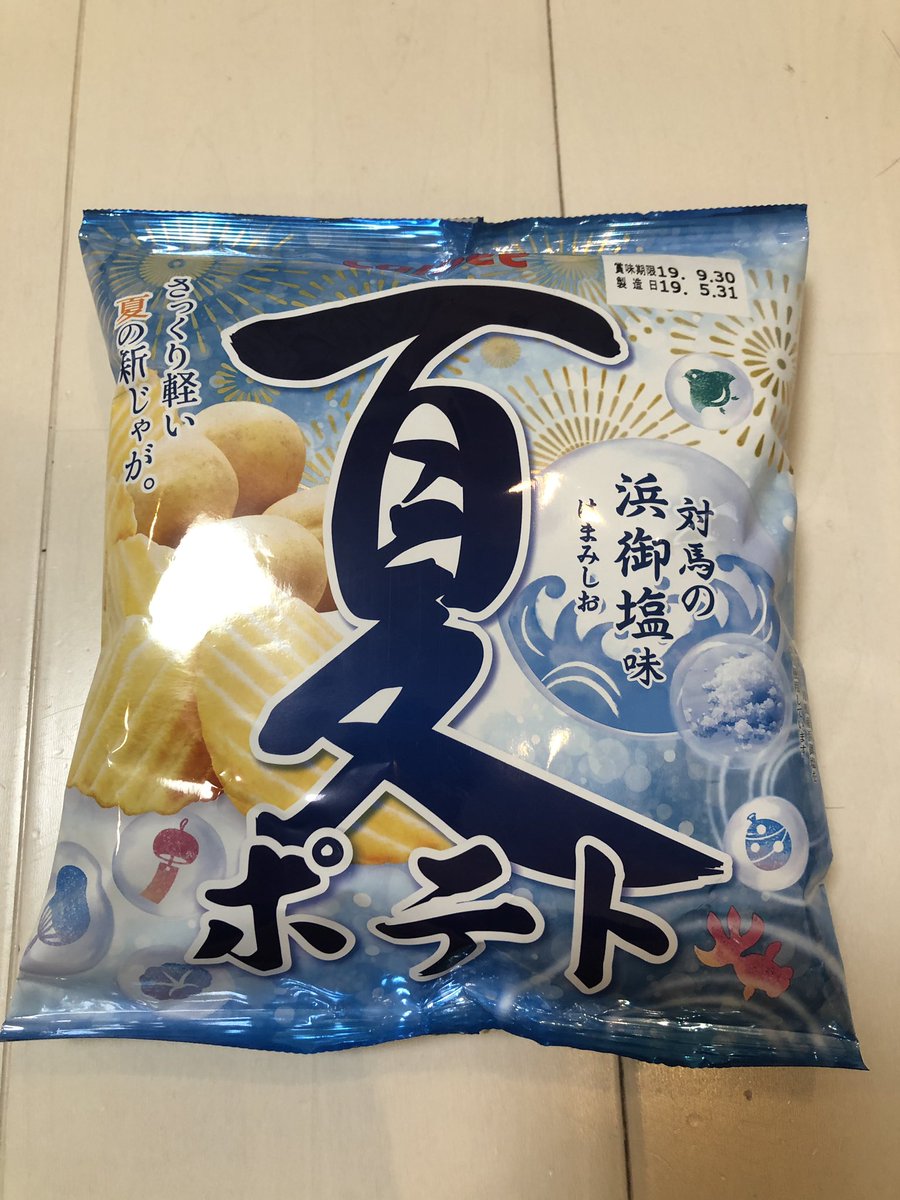 賞味期限19. 9.30
製造日19. 5.31
さっくり軽い
夏の新じゃが。
夏
ポテト
対馬の
浜御塩味
はまみしお